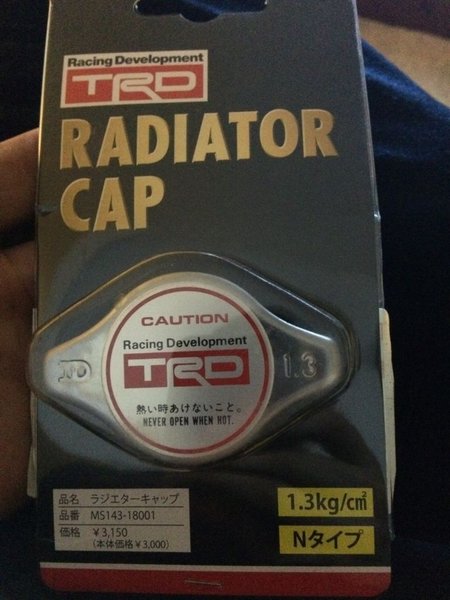 Racing Development
TRD
RADIATOR
CAP
CAUTION
Racing Development
TRD
1.3
熱い時あけないこと。
NEVER OPEN WHEN HOT.
品名 ラジエターキャップ
品番 MS143-18001
価格 ¥3,150
(本体価格¥3,000)
1.3kg/c㎡
Nタイプ